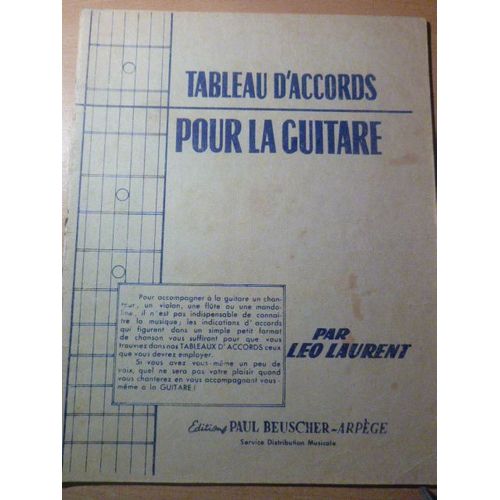 TABLEAU D'ACCORDS
POUR LA GUITARE
Pour accompagner à la guitare un chan-
teur, un violon, une flûte ou une mando-
line, il n'est pas indispensable de connaî-
tre la musique; les indications d'accords
qui figurent dans un simple petit format
de chanson vous suffiront pour que vous
trouviez dans nos TABLEAUX D'ACCORDS ceux
que vous devrez employer.
Si vous avez vous-même un peu de
voix, quel ne sera pas votre plaisir quand
vous chanterez en vous accompagnant vous-
même à la GUITARE!
PAR
LEO LAURENT
Editions PAUL BEUSCHER-ARPÈGE
Service Distribution Musicale